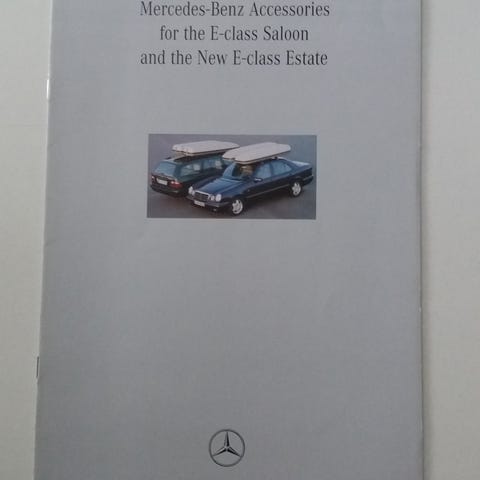 Mercedes-Benz Accessories
for the E-class Saloon
and the New E-class Estate